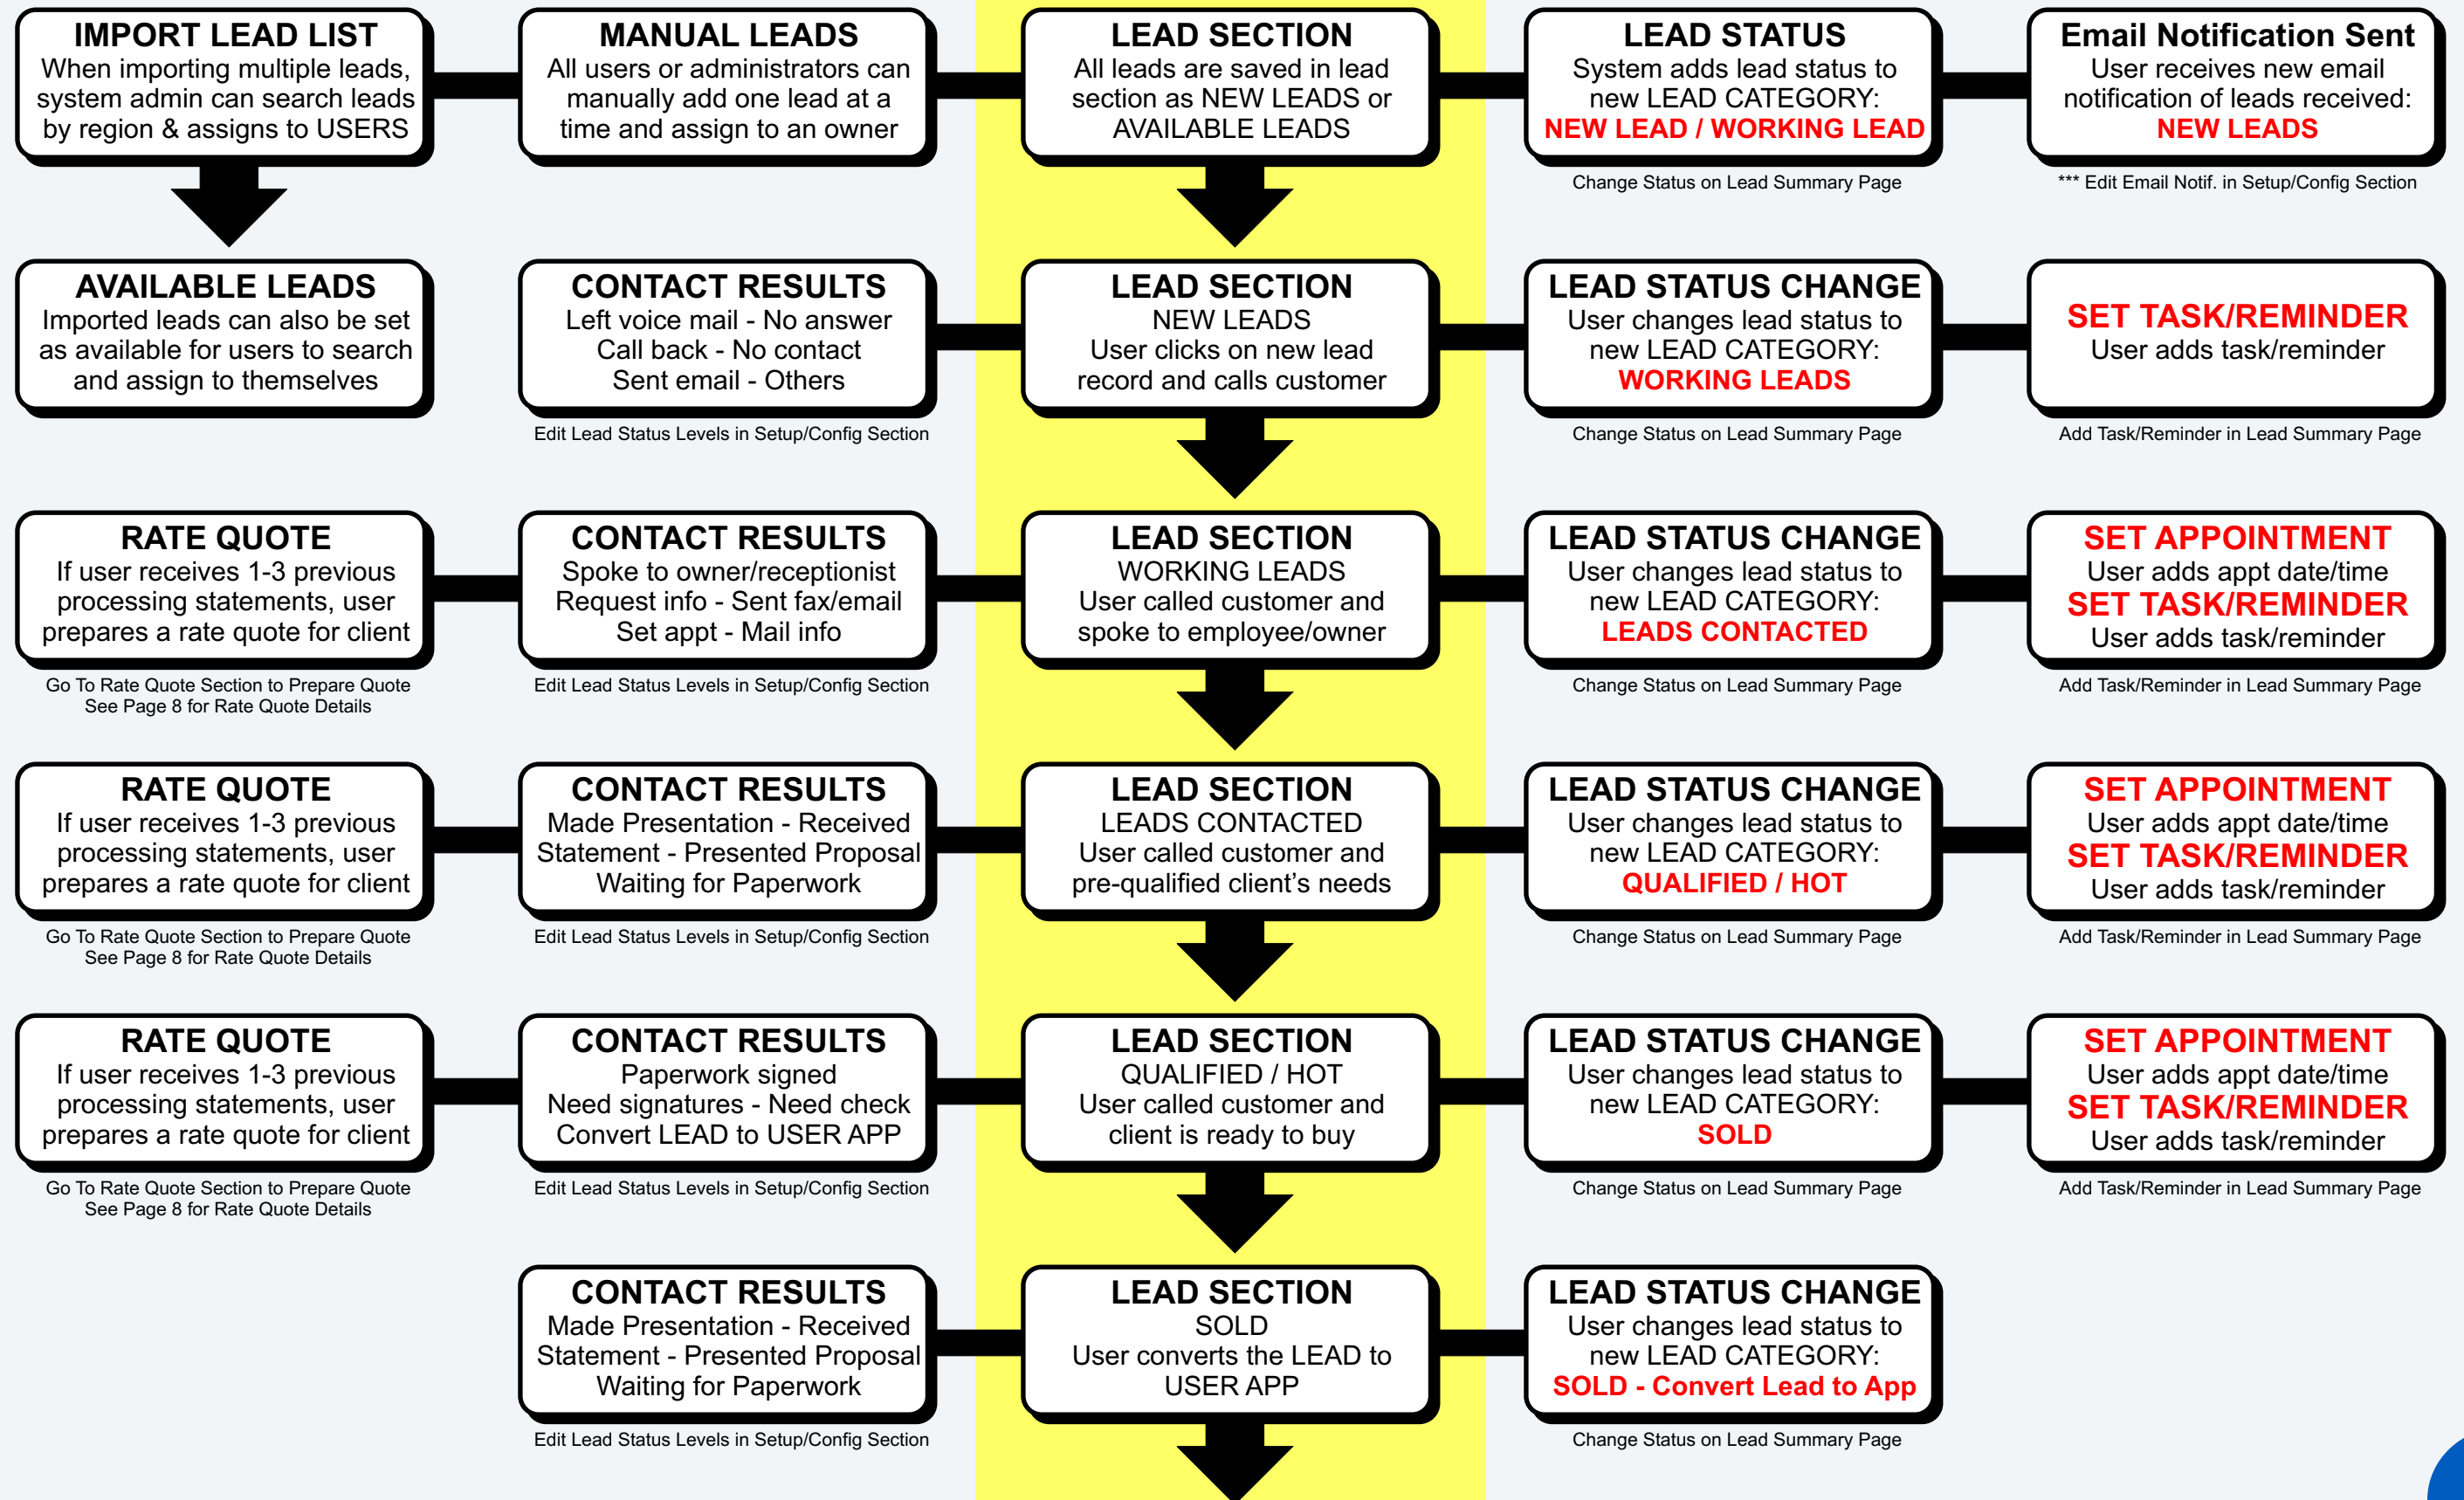 IMPORT LEAD LIST
When importing multiple leads,
system admin can search leads
by region & assigns to USERS
MANUAL LEADS
All users or administrators can
manually add one lead at a
time and assign to an owner
LEAD SECTION
All leads are saved in lead
section as NEW LEADS or
AVAILABLE LEADS
LEAD STATUS
System adds lead status to
new LEAD CATEGORY:
NEW LEAD / WORKING LEAD
Change Status on Lead Summary Page
Email Notification Sent
User receives new email
notification of leads received:
NEW LEADS
*** Edit Email Notif. in Setup/Config Section
AVAILABLE LEADS
Imported leads can also be set
as available for users to search
and assign to themselves
CONTACT RESULTS
Left voice mail - No answer
Call back - No contact
Sent email - Others
Edit Lead Status Levels in Setup/Config Section
LEAD SECTION
NEW LEADS
User clicks on new lead
record and calls customer
LEAD STATUS CHANGE
User changes lead status to
new LEAD CATEGORY:
WORKING LEADS
Change Status on Lead Summary Page
SET TASK/REMINDER
User adds task/reminder
Add Task/Reminder in Lead Summary Page
RATE QUOTE
If user receives 1-3 previous
processing statements, user
prepares a rate quote for client
Go To Rate Quote Section to Prepare Quote
See Page 8 for Rate Quote Details
CONTACT RESULTS
Spoke to owner/receptionist
Request info - Sent fax/email
Set appt - Mail info
Edit Lead Status Levels in Setup/Config Section
LEAD SECTION
WORKING LEADS
User called customer and
spoke to employee/owner
LEAD STATUS CHANGE
User changes lead status to
new LEAD CATEGORY:
LEADS CONTACTED
Change Status on Lead Summary Page
SET APPOINTMENT
User adds appt date/time
SET TASK/REMINDER
User adds task/reminder
Add Task/Reminder in Lead Summary Page
RATE QUOTE
If user receives 1-3 previous
processing statements, user
prepares a rate quote for client
Go To Rate Quote Section to Prepare Quote
See Page 8 for Rate Quote Details
CONTACT RESULTS
Made Presentation - Received
Statement - Presented Proposal
Waiting for Paperwork
Edit Lead Status Levels in Setup/Config Section
LEAD SECTION
LEADS CONTACTED
User called customer and
pre-qualified client’s needs
LEAD STATUS CHANGE
User changes lead status to
new LEAD CATEGORY:
QUALIFIED / HOT
Change Status on Lead Summary Page
SET APPOINTMENT
User adds appt date/time
SET TASK/REMINDER
User adds task/reminder
Add Task/Reminder in Lead Summary Page
RATE QUOTE
If user receives 1-3 previous
processing statements, user
prepares a rate quote for client
Go To Rate Quote Section to Prepare Quote
See Page 8 for Rate Quote Details
CONTACT RESULTS
Paperwork signed
Need signatures - Need check
Convert LEAD to USER APP
Edit Lead Status Levels in Setup/Config Section
LEAD SECTION
QUALIFIED / HOT
User called customer and
client is ready to buy
LEAD STATUS CHANGE
User changes lead status to
new LEAD CATEGORY:
SOLD
Change Status on Lead Summary Page
SET APPOINTMENT
User adds appt date/time
SET TASK/REMINDER
User adds task/reminder
Add Task/Reminder in Lead Summary Page
CONTACT RESULTS
Made Presentation - Received
Statement - Presented Proposal
Waiting for Paperwork
Edit Lead Status Levels in Setup/Config Section
LEAD SECTION
SOLD
User converts the LEAD to
USER APP
LEAD STATUS CHANGE
User changes lead status to
new LEAD CATEGORY:
SOLD - Convert Lead to App
Change Status on Lead Summary Page